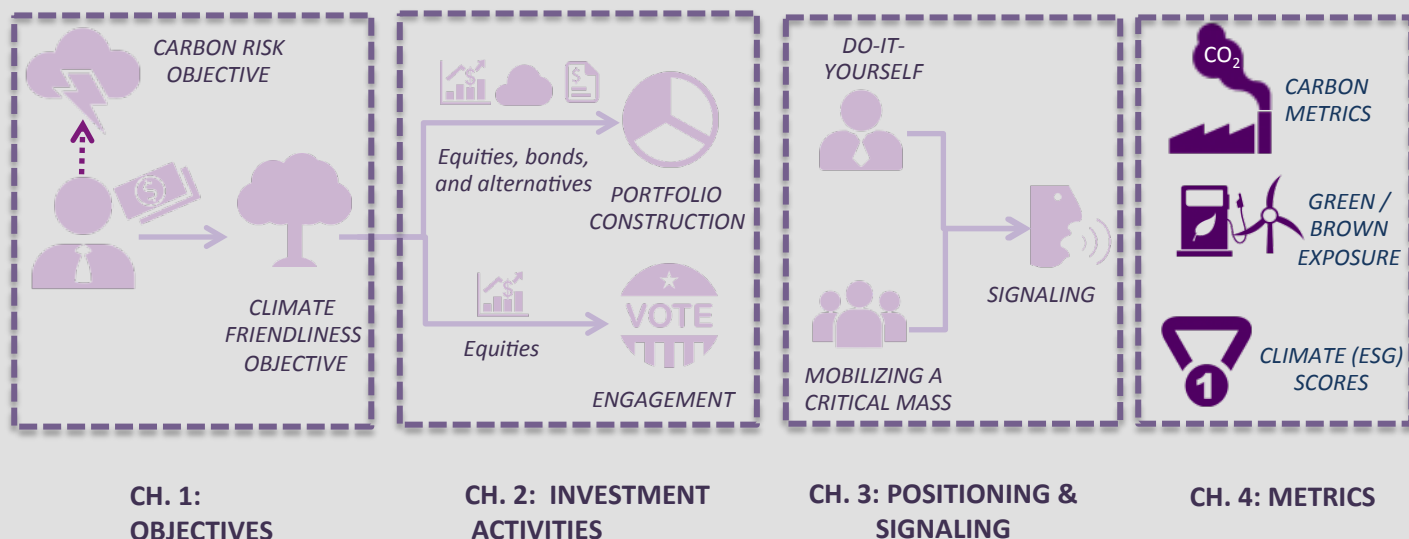 CARBON RISK
OBJECTIVE
CLIMATE
FRIENDLINESS
OBJECTIVE
$
Equities, bonds,
and alternatives
PORTFOLIO
CONSTRUCTION
$
Equities
VOTE
ENGAGEMENT
DO-IT-
YOURSELF
SIGNALING
MOBILIZING A
CRITICAL MASS
CO2
CARBON
METRICS
GREEN /
BROWN
EXPOSURE
1
CLIMATE (ESG)
SCORES
CH. 1:
OBJECTIVES
CH. 2: INVESTMENT
ACTIVITIES
CH. 3: POSITIONING &
SIGNALING
CH. 4: METRICS